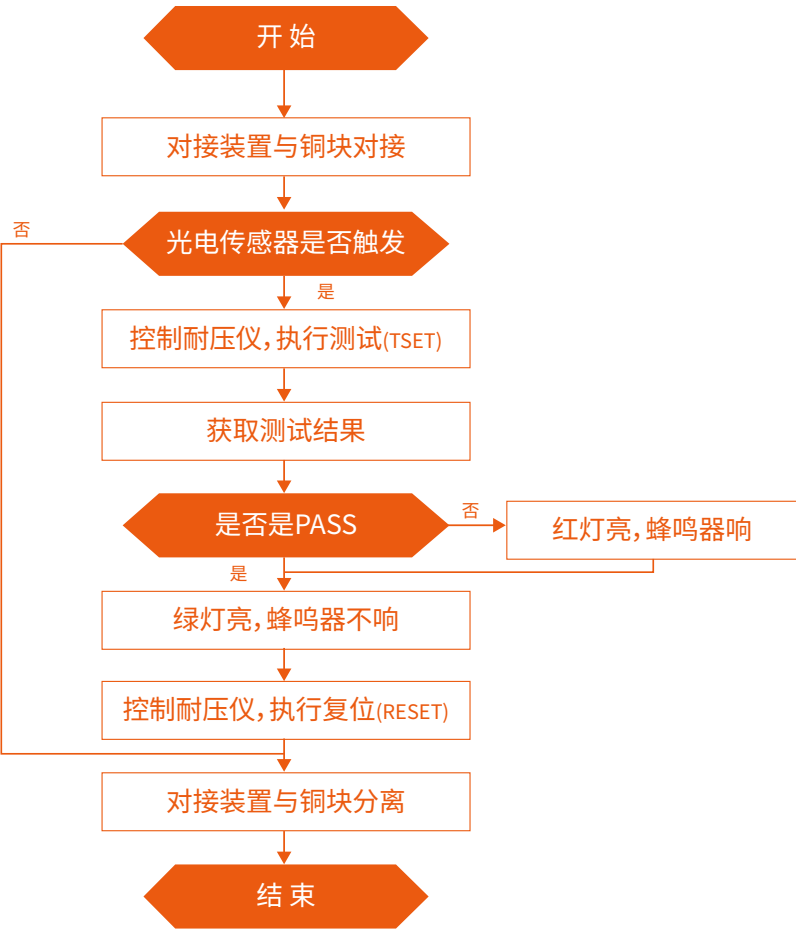 开始
对接装置与铜块对接
否
光电传感器是否触发
是
控制耐压仪,执行测试(TSET)
获取测试结果
是否是PASS
否
红灯亮,蜂鸣器响
是
绿灯亮,蜂呜器不响
控制耐压仪,执行复位(RESET)
对接装置与铜块分离
结束